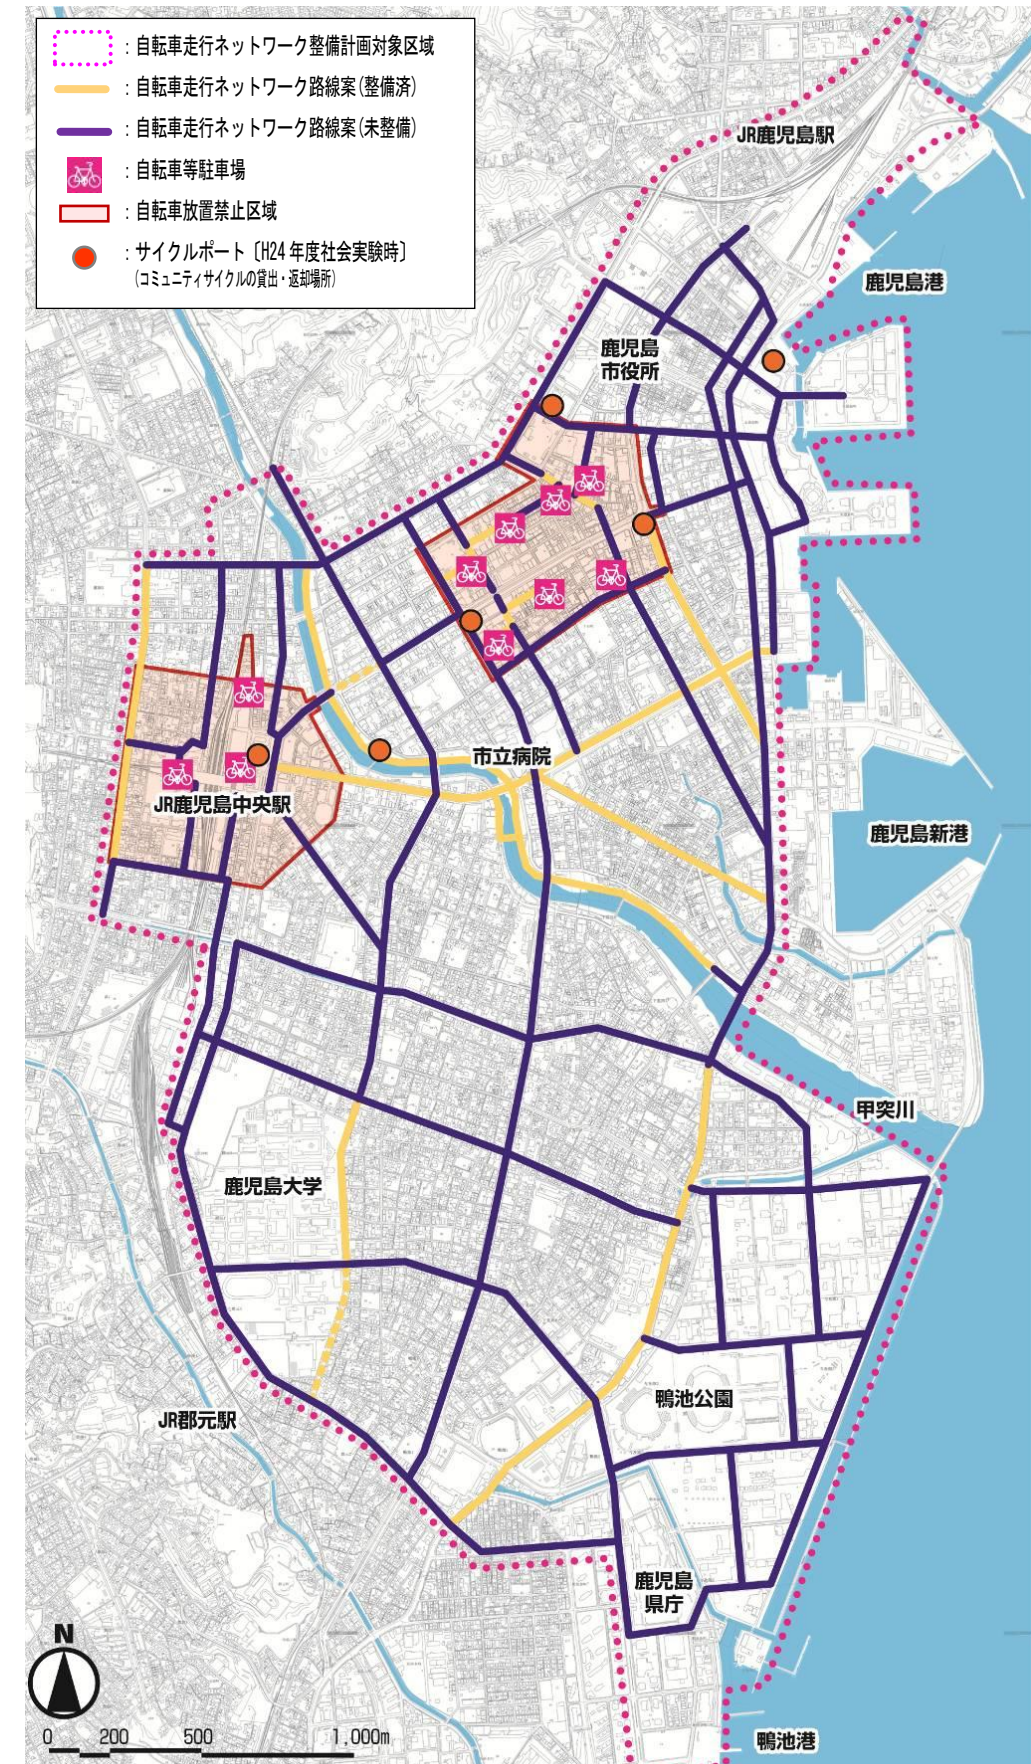 ：自転車走行ネットワーク整備計画対象区域
：自転車走行ネットワーク路線案（整備済）
：自転車走行ネットワーク路線案（未整備）
：自転車等駐車場
：自転車放置禁止区域
：サイクルポート〔H24年度社会実験時〕
（コミュニティサイクルの貸出・返却場所）
JR鹿児島駅
鹿児島港
鹿児島
市役所
市立病院
JR鹿児島中央駅
鹿児島新港
甲突川
鹿児島大学
鴨池公園
JR郡元駅
鹿児島
県庁
鴨池港
N
0 200 500 1,000m